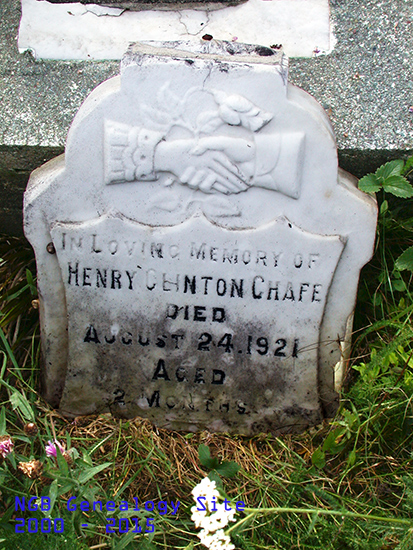 In Loving Memory of
Henry Clinton Chafe
Died
August 24. 1921
Aged
2 Months
NGB Genealogy Site
2000 - 2015